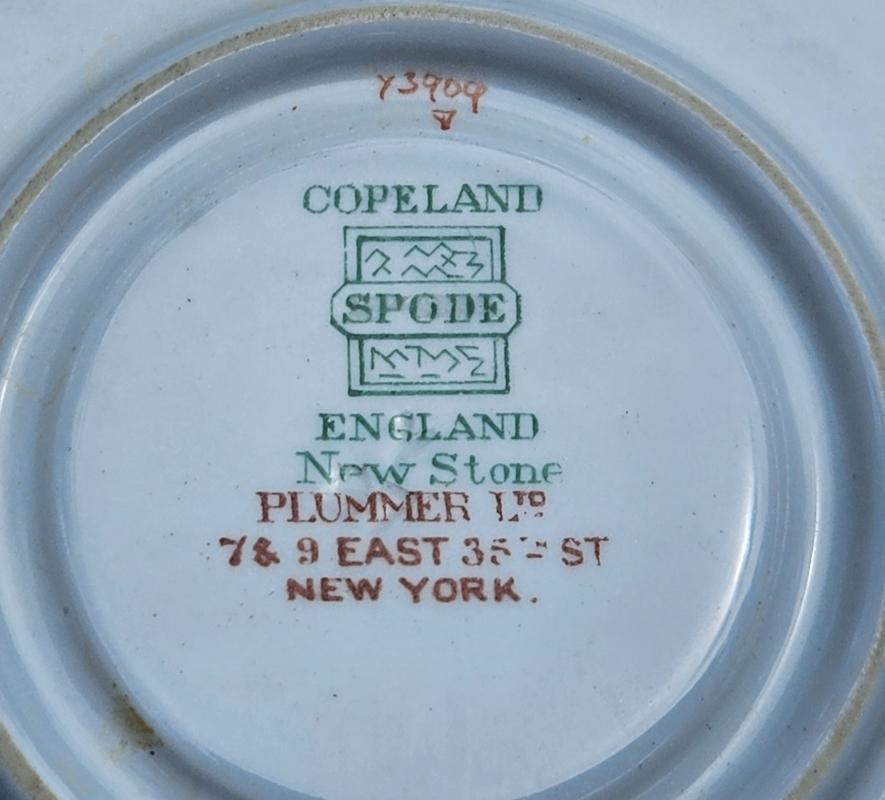 Y3909
COPELAND
SPODE
ENGLAND
New Stone
PLUMMER LTD
7 & 9 EAST 35TH ST
NEW YORK.